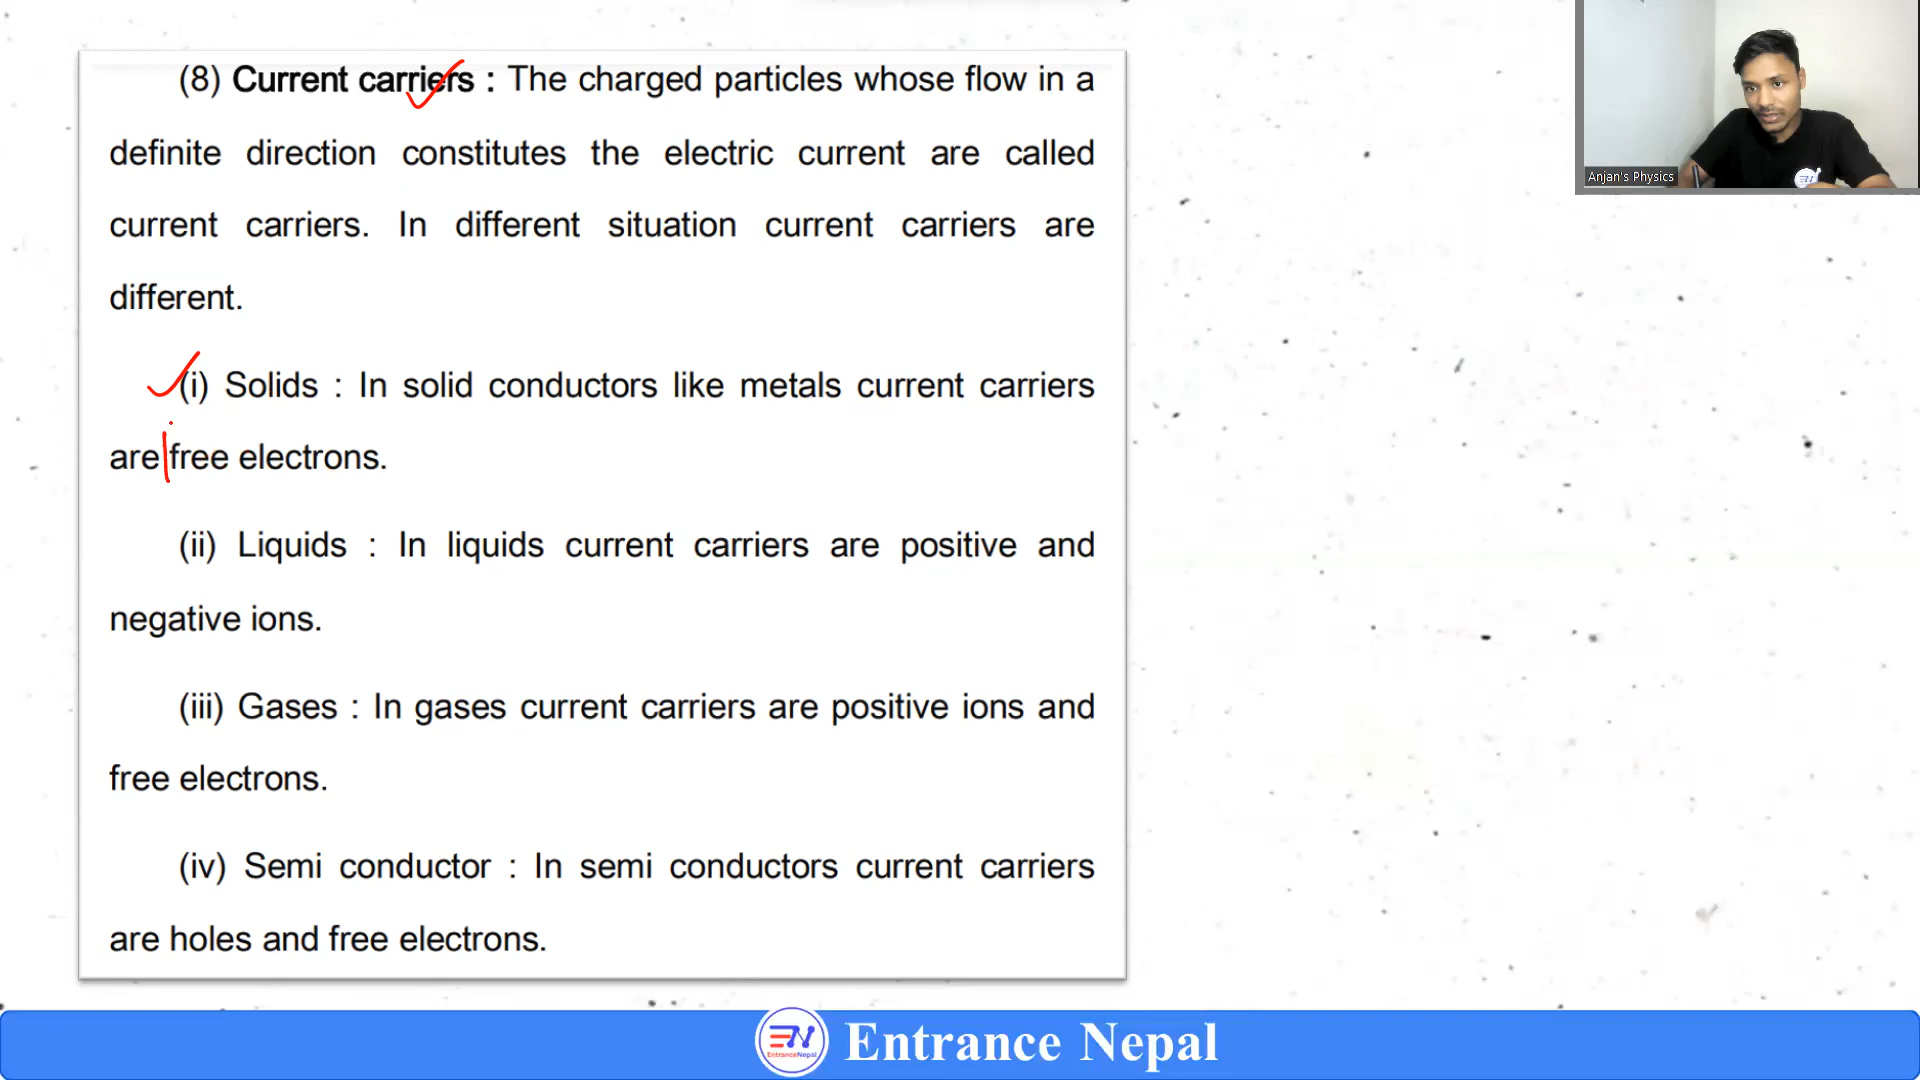 (8) Current carriers : The charged particles whose flow in a
definite direction constitutes the electric current are called
current carriers. In different situation current carriers are
different.
(i) Solids : In solid conductors like metals current carriers
are free electrons.
(ii) Liquids : In liquids current carriers are positive and
negative ions.
(iii) Gases : In gases current carriers are positive ions and
free electrons.
(iv) Semi conductor : In semi conductors current carriers
are holes and free electrons.
Anjan's Physics
EN
EntranceNepal
Entrance Nepal